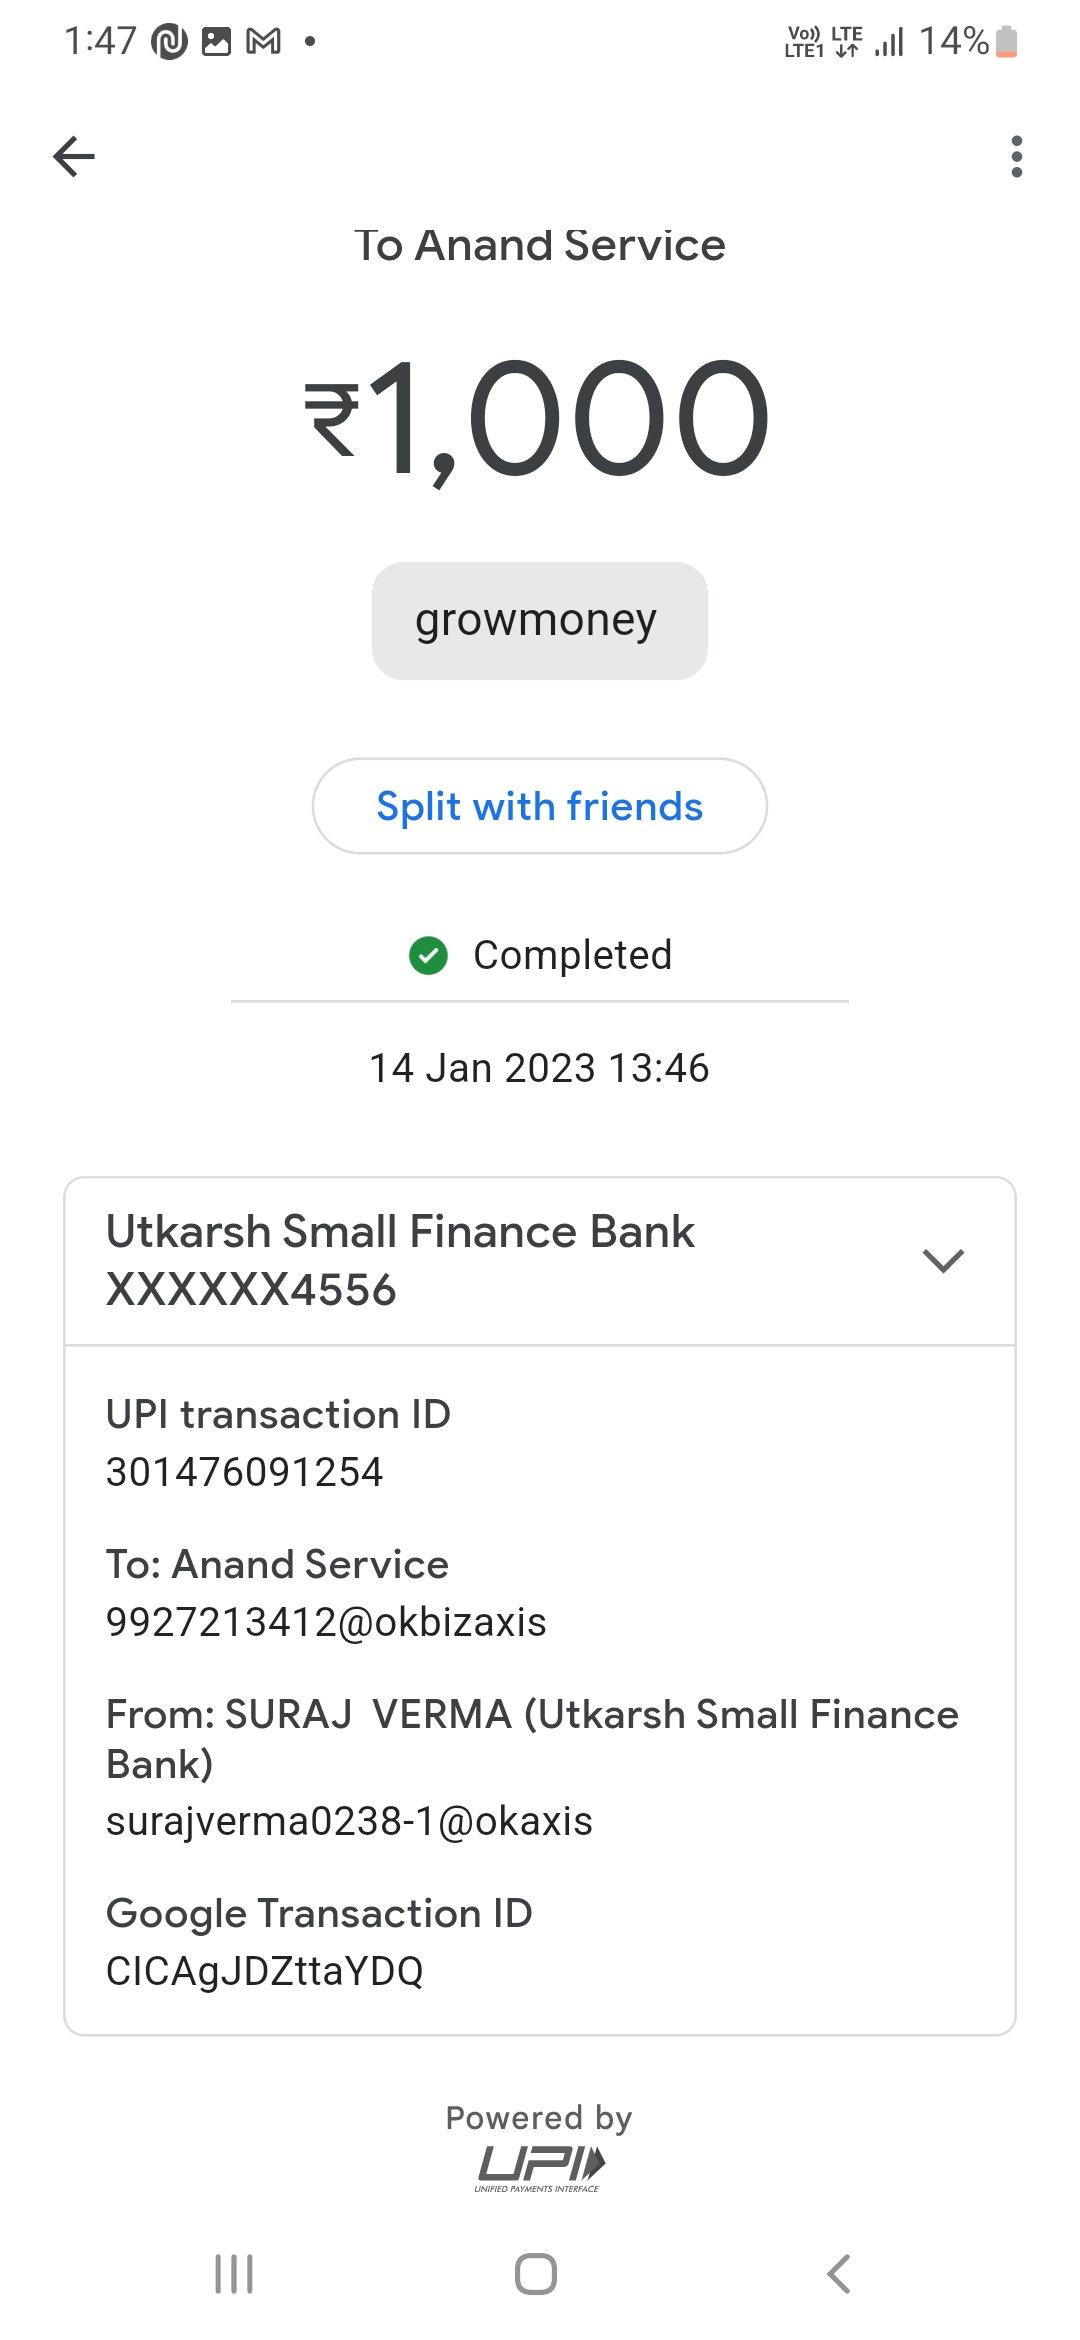 1:47
Vo)) LTE
LTE1
14%
To Anand Service
₹1,000
growmoney
Split with friends
Completed
14 Jan 2023 13:46
Utkarsh Small Finance Bank
XXXXXX4556
UPI transaction ID
301476091254
To: Anand Service
9927213412@okbizaxis
From: SURAJ  VERMA (Utkarsh Small Finance
Bank)
surajverma0238-1@okaxis
Google Transaction ID
CICAgJDZttaYDQ
Powered by
UPI
UNIFIED PAYMENTS INTERFACE